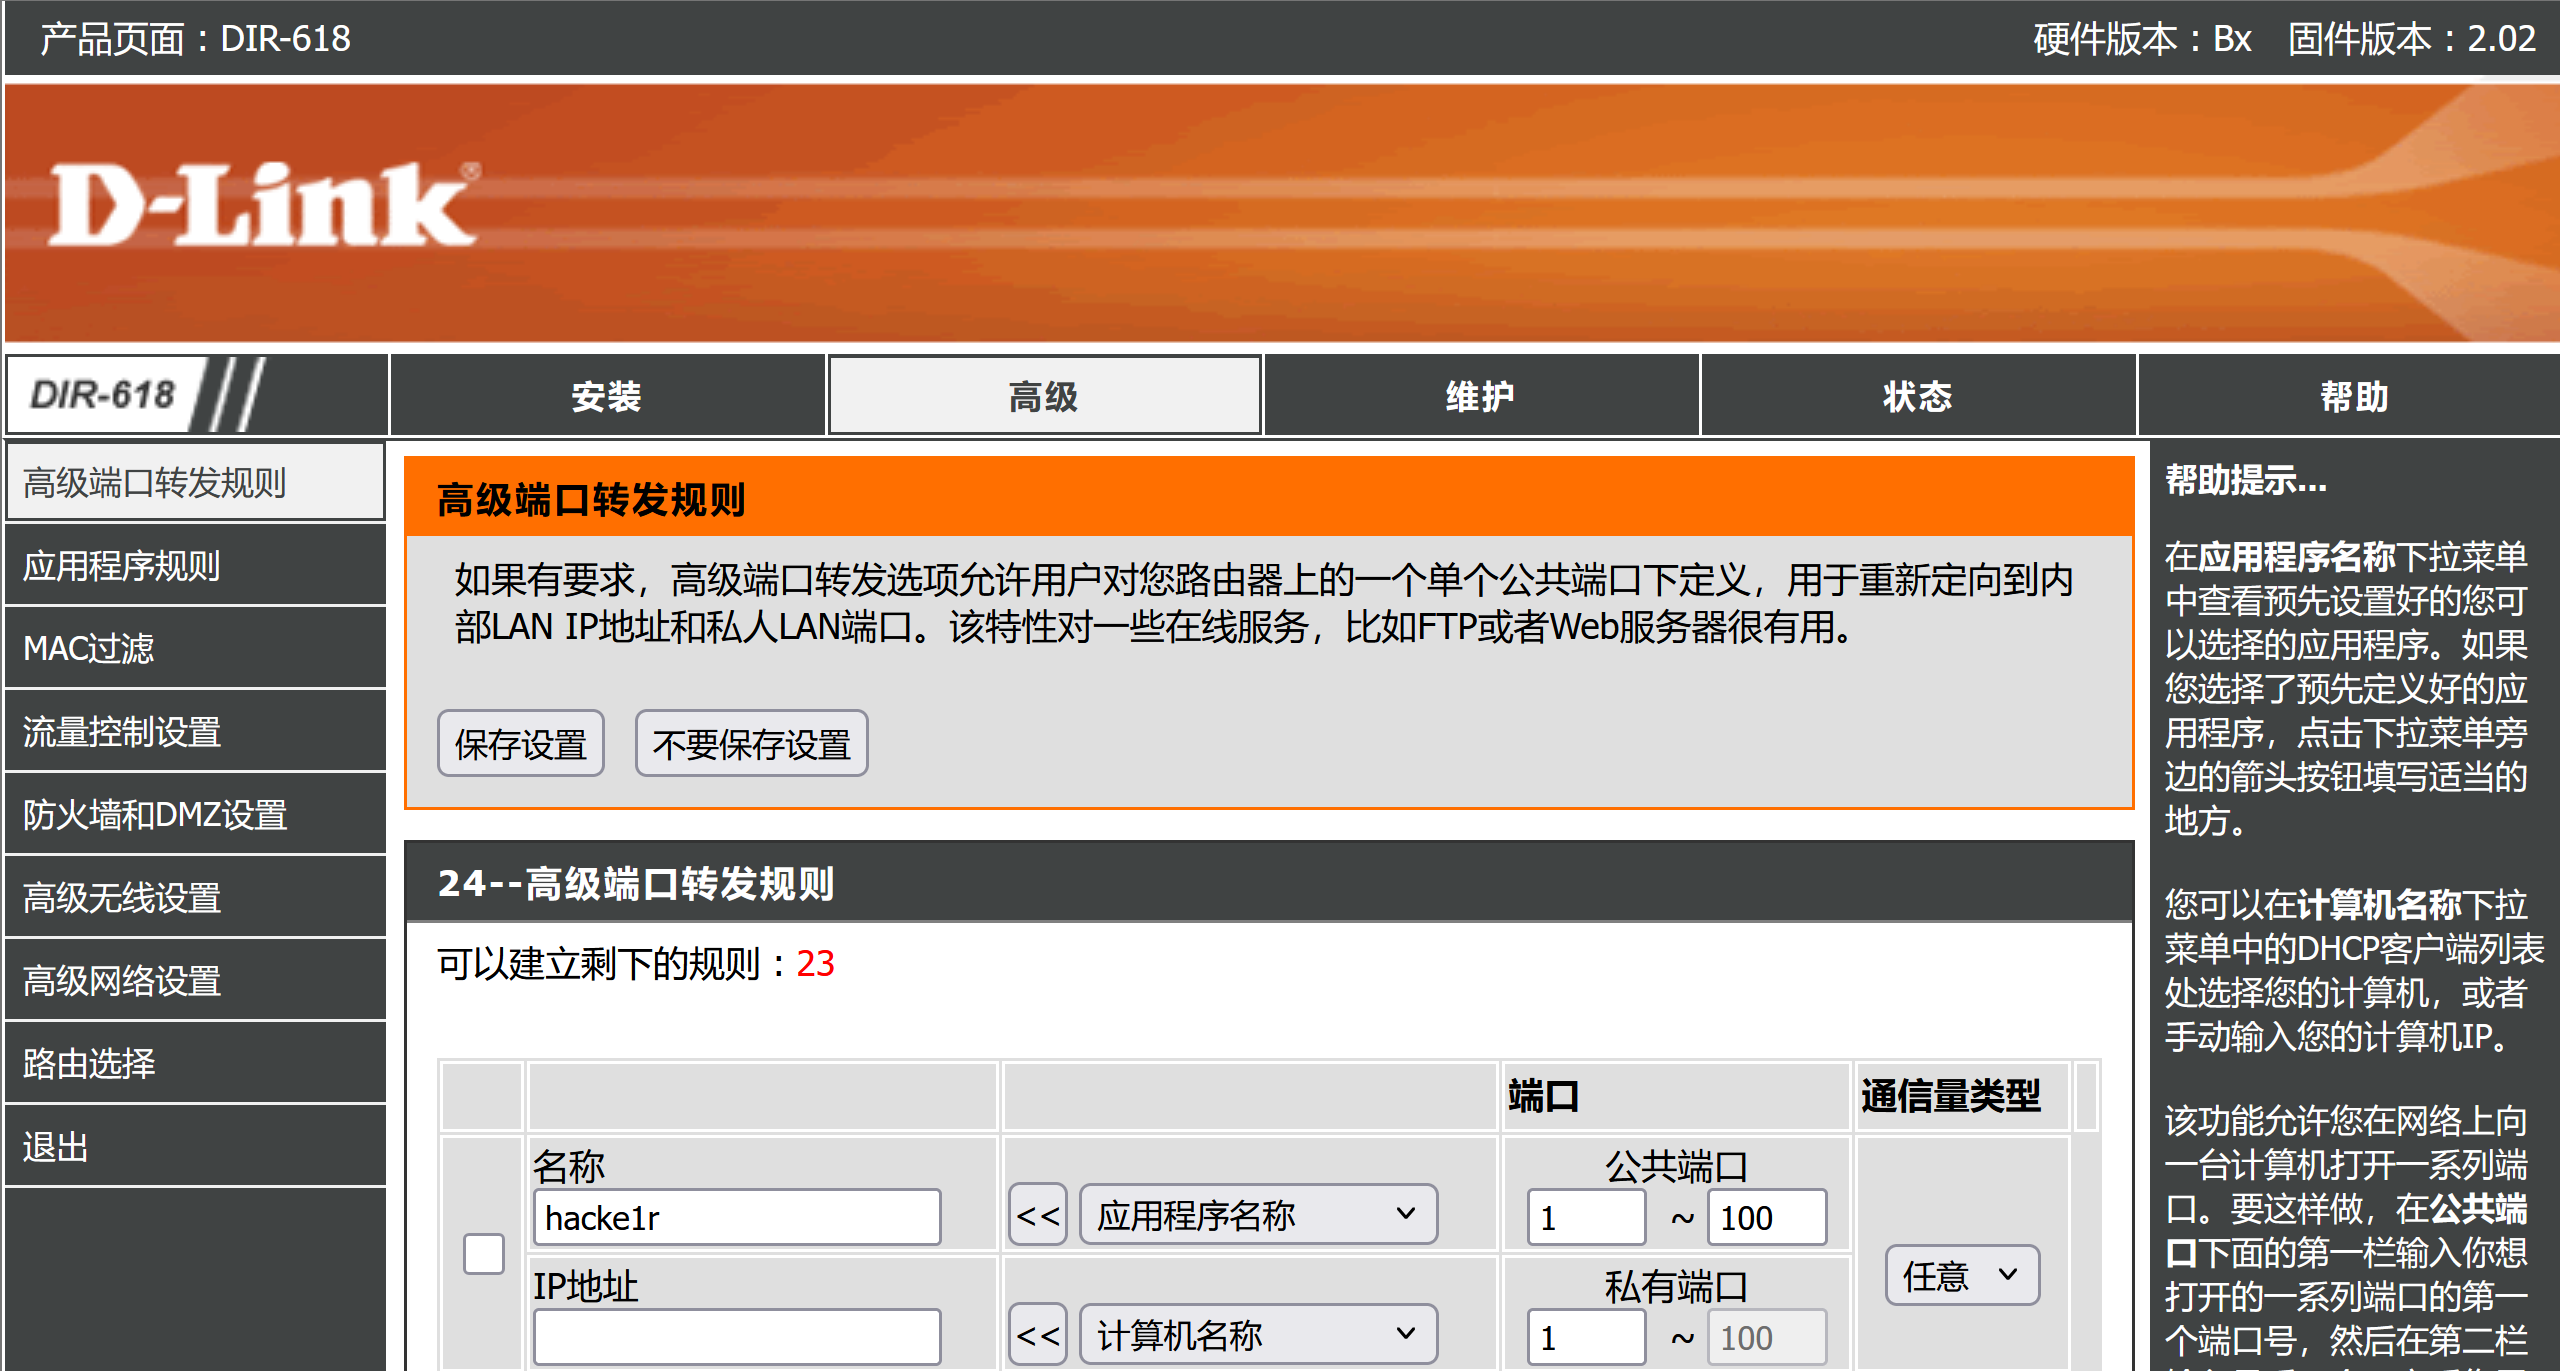 产品页面：DIR-618
硬件版本：Bx 固件版本：2.02
D-Link®
DIR-618
安装
高级
维护
状态
帮助
高级端口转发规则
应用程序规则
MAC过滤
流量控制设置
防火墙和DMZ设置
高级无线设置
高级网络设置
路由选择
退出
高级端口转发规则
如果有要求，高级端口转发选项允许用户对您路由器上的一个单个公共端口下定义，用于重新定向到内
部LAN IP地址和私人LAN端口。该特性对一些在线服务，比如FTP或者Web服务器很有用。
保存设置
不要保存设置
24--高级端口转发规则
可以建立剩下的规则：23
端口
通信量类型
名称
hacke1r
<<
应用程序名称
公共端口
1 ~ 100
任意
IP地址
<<
计算机名称
私有端口
1 ~ 100
帮助提示...
在应用程序名称下拉菜单
中查看预先设置好的您可
以选择的应用程序。如果
您选择了预先定义好的应
用程序，点击下拉菜单旁
边的箭头按钮填写适当的
地方。
您可以在计算机名称下拉
菜单中的DHCP客户端列表
处选择您的计算机，或者
手动输入您的计算机IP。
该功能允许您在网络上向
一台计算机打开一系列端
口。要这样做，在公共端
口下面的第一栏输入你想
打开的一系列端口的第一
个端口号，然后在第二栏